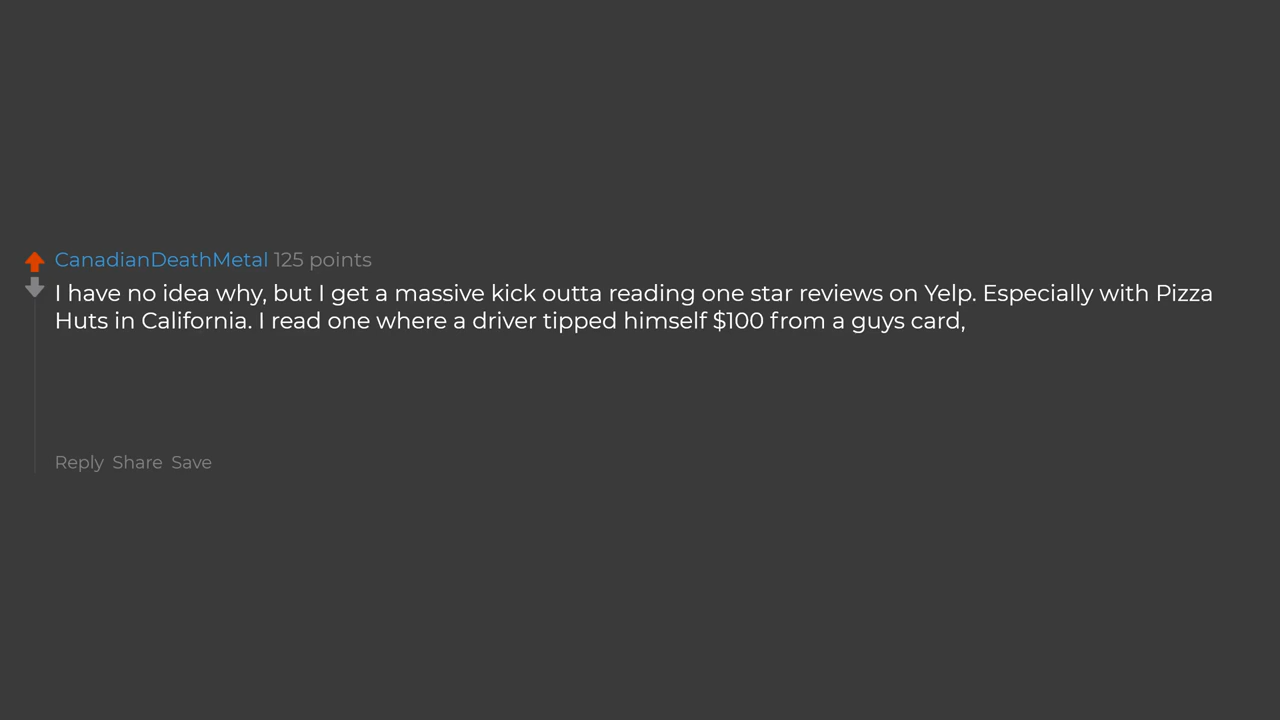 CanadianDeathMetal 125 points
I have no idea why, but I get a massive kick outta reading one star reviews on Yelp. Especially with Pizza
Huts in California. I read one where a driver tipped himself $100 from a guys card,
Reply Share Save